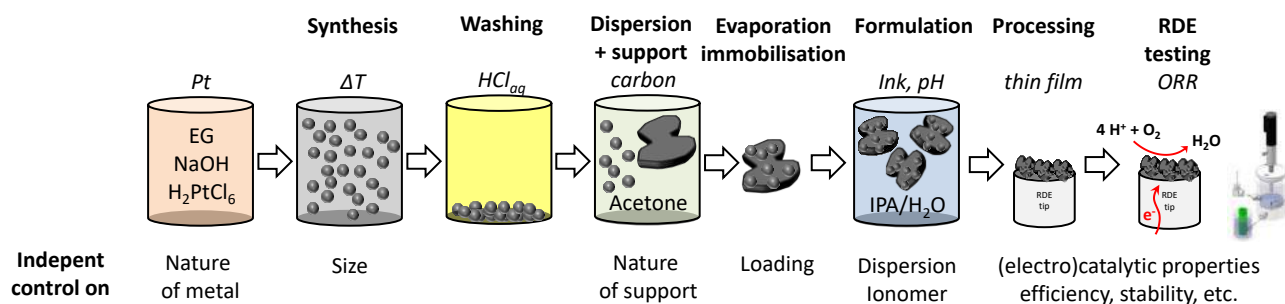 Synthesis
Washing
Dispersion
+ support
Evaporation
immobilisation
Formulation
Processing
RDE
testing
Pt
ΔT
HClaq
carbon
Ink, pH
thin film
ORR
EG
NaOH
H2PtCl6
Acetone
IPA/H2O
RDE
tip
4 H+ + O2
H2O
RDE
tip
e-
Indepent
control on
Nature
of metal
Size
Nature
of support
Loading
Dispersion
Ionomer
(electro)catalytic properties
efficiency, stability, etc.